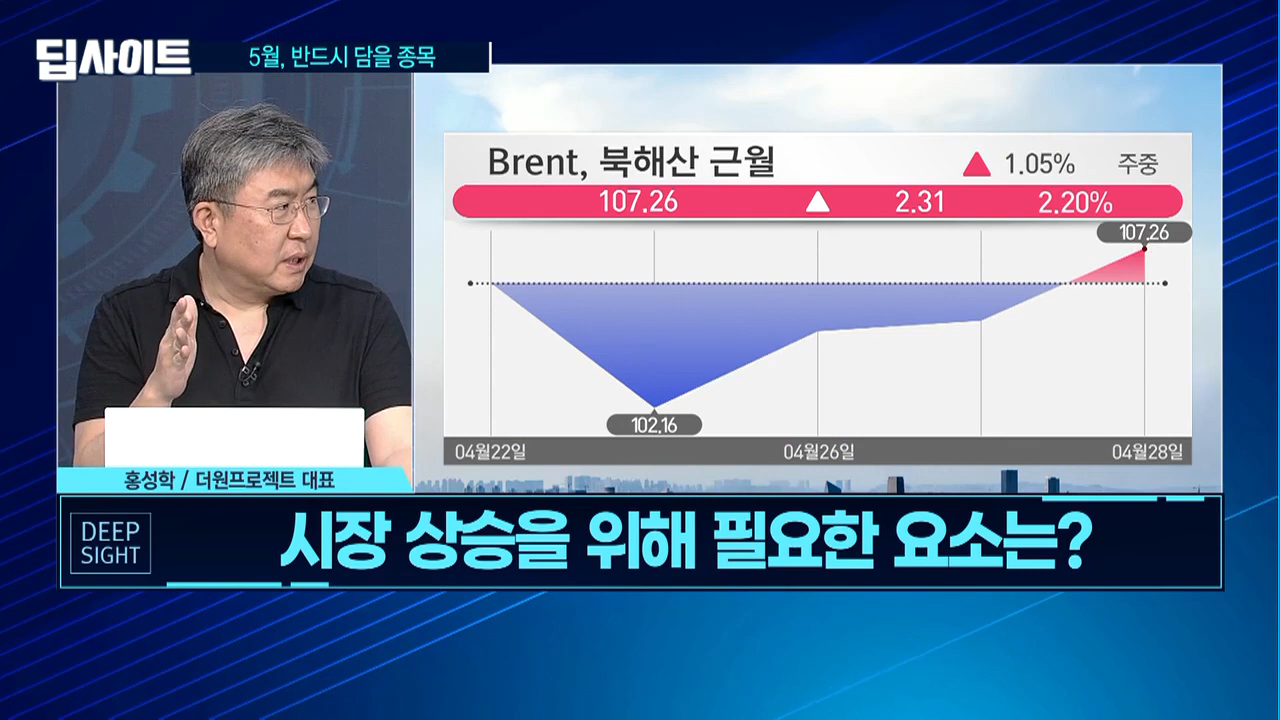 딥사이트
5월, 반드시 담을 종목
Brent, 북해산 근월 ▲ 1.05% 주중
107.26 ▲ 2.31 2.20%
107.26
102.16
04월22일 04월26일 04월28일
홍성학 / 더원프로젝트 대표
DEEP SIGHT
시장 상승을 위해 필요한 요소는?